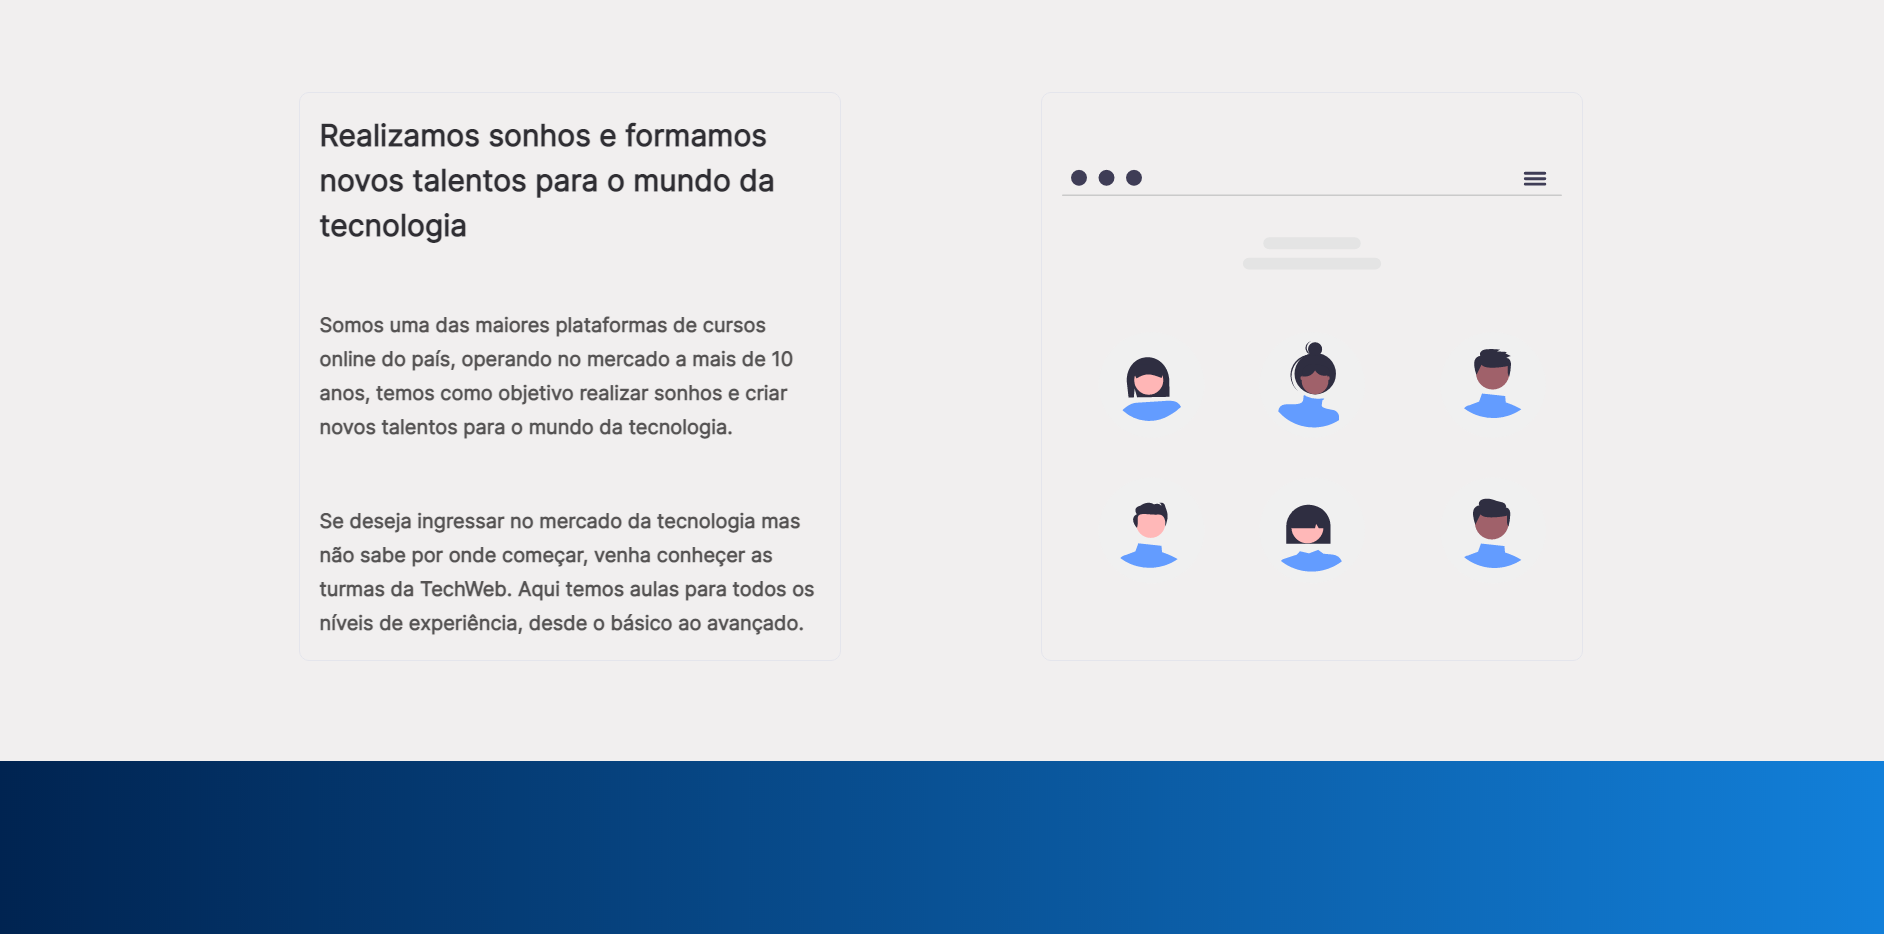 Realizamos sonhos e formamos
novos talentos para o mundo da
tecnologia
Somos uma das maiores plataformas de cursos
online do país, operando no mercado a mais de 10
anos, temos como objetivo realizar sonhos e criar
novos talentos para o mundo da tecnologia.
Se deseja ingressar no mercado da tecnologia mas
não sabe por onde começar, venha conheçer as
turmas da TechWeb. Aqui temos aulas para todos os
níveis de experiência, desde o básico ao avançado.